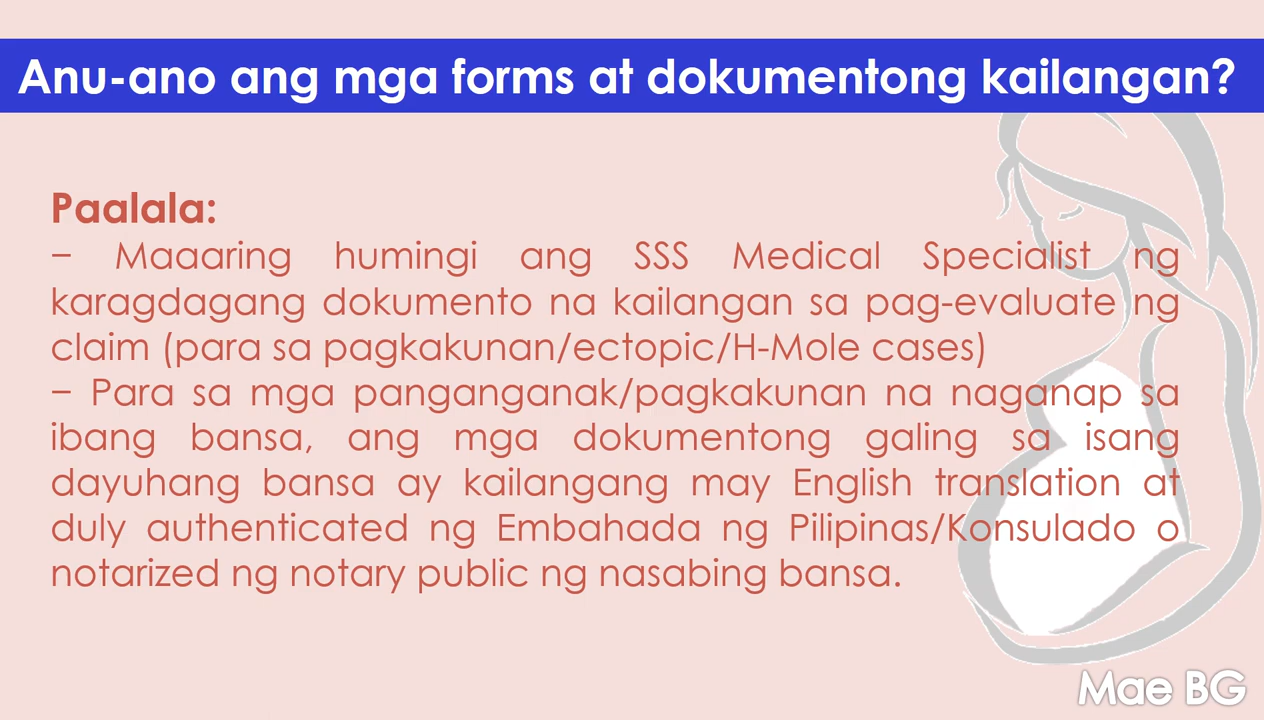 Anu-ano ang mga forms at dokumentong kailangan?
Paalala:
– Maaaring humingi ang SSS Medical Specialist ng
karagdagang dokumento na kailangan sa pag-evaluate ng
claim (para sa pagkakunan/ectopic/H-Mole cases)
– Para sa mga panganganak/pagkakunan na naganap sa
ibang bansa, ang mga dokumentong galing sa isang
dayuhang bansa ay kailangang may English translation at
duly authenticated ng Embahada ng Pilipinas/Konsulado o
notarized ng notary public ng nasabing bansa.
Mae BG